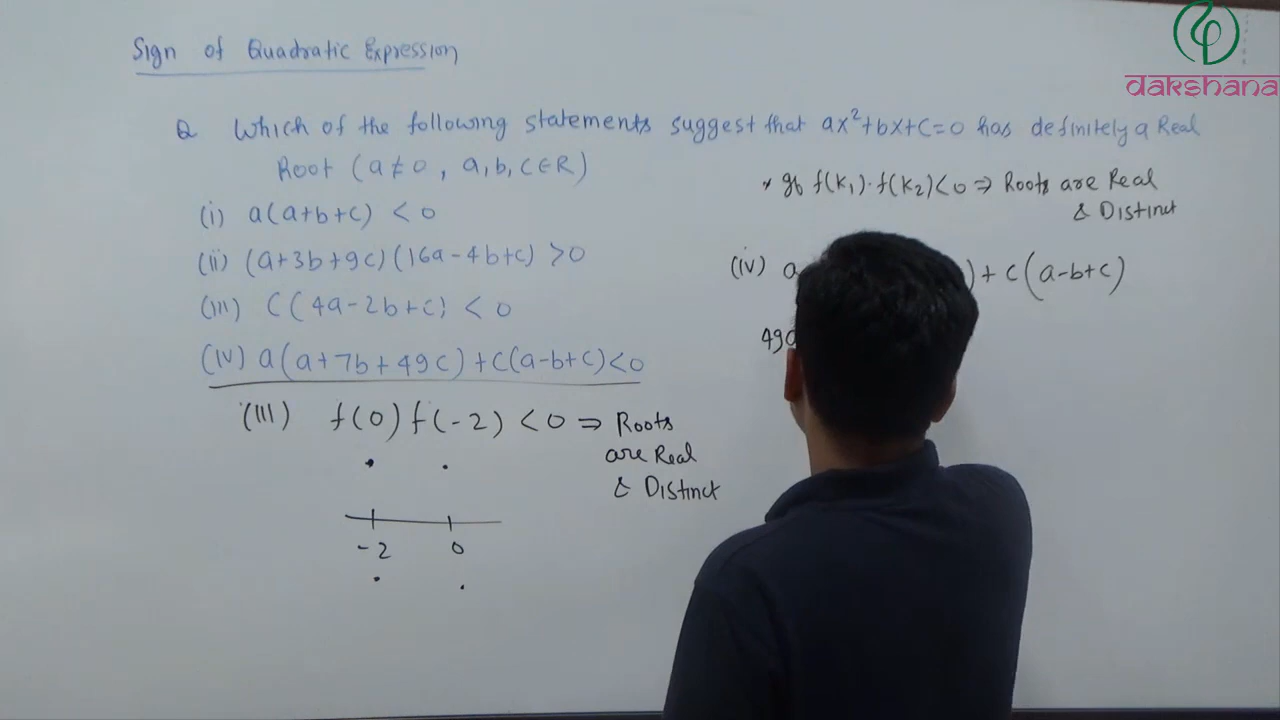 Sign of Quadratic Expression
Q Which of the following statements suggest that ax²+bx+c=0 has definitely a Real
Root (a≠0, a,b,c∈R)
(i) a(a+b+c) < 0
(ii) (a+3b+9c)(16a-4b+c) > 0
(III) c(4a-2b+c) < 0
(IV) a(a+7b+49c)+c(a-b+c)<0
(III) f(0) f(-2) < 0 ⇒ Roots
are Real
& Distinct
-2 0
* If f(k₁)·f(k₂)<0 ⇒ Roots are Real
& Distinct
(iv) a ) + c(a-b+c)
49
dakshana